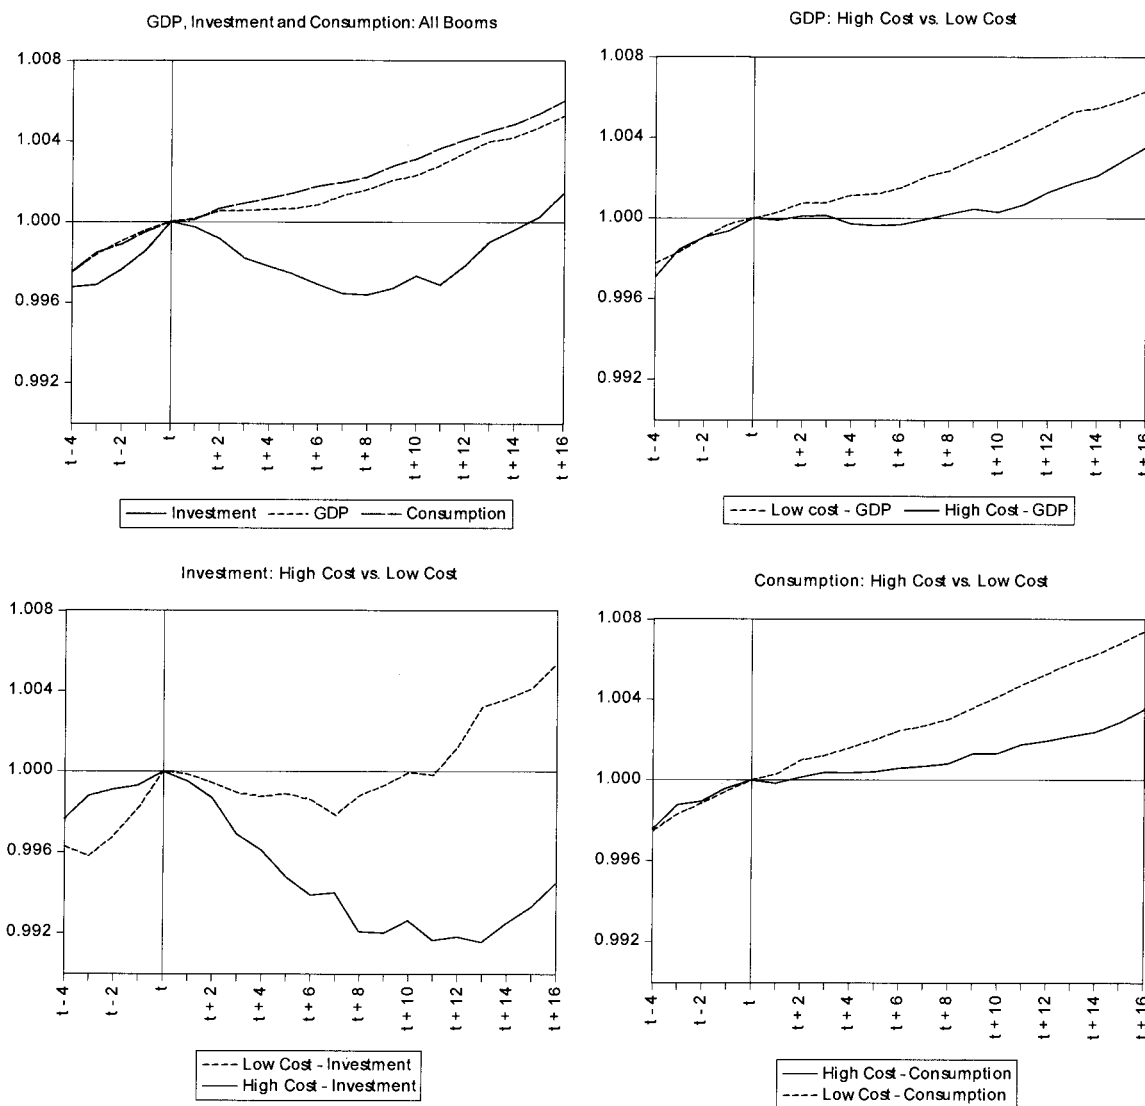 GDP, Investment and Consumption: All Booms
1.008
1.004
1.000
0.996
0.992
t - 4
t - 2
t
t + 2
t + 4
t + 6
t + 8
t + 10
t + 12
t + 14
t + 16
Investment GDP Consumption
GDP: High Cost vs. Low Cost
1.008
1.004
1.000
0.996
0.992
t - 4
t - 2
t
t + 2
t + 4
t + 6
t + 8
t + 10
t + 12
t + 14
t + 16
Low cost - GDP High Cost - GDP
Investment: High Cost vs. Low Cost
1.008
1.004
1.000
0.996
0.992
t - 4
t - 2
t
t + 2
t + 4
t + 6
t + 8
t + 10
t + 12
t + 14
t + 16
Low Cost - Investment
High Cost - Investment
Consumption: High Cost vs. Low Cost
1.008
1.004
1.000
0.996
0.992
t - 4
t - 2
t
t + 2
t + 4
t + 6
t + 8
t + 10
t + 12
t + 14
t + 16
High Cost - Consumption
Low Cost - Consumption